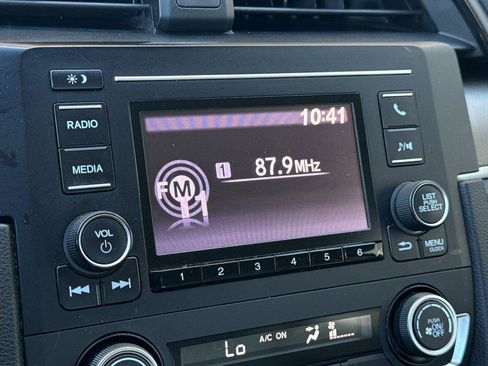 10:41
RADIO
MEDIA
1
87.9MHz
FM1
VOL
LIST
PUSH
SELECT
MENU
CLOCK
1 2 3 4 5 6
Lo
A/C ON
PUSH
ON/
OFF